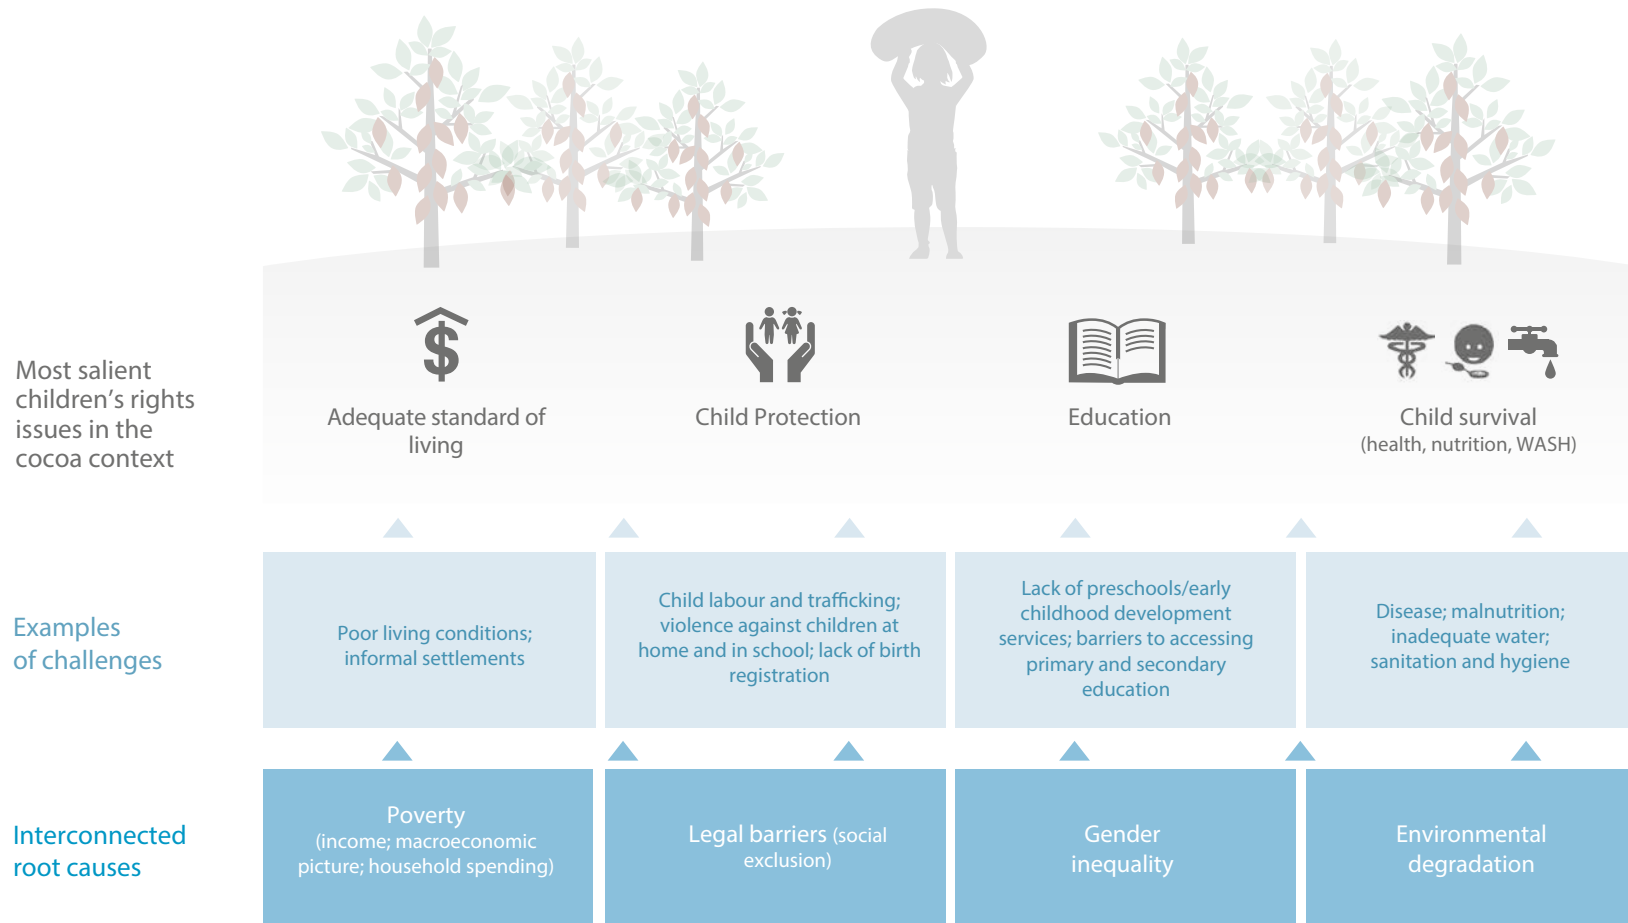 Most salient
children’s rights
issues in the
cocoa context
Adequate standard of
living
Child Protection
Education
Child survival
(health, nutrition, WASH)
Examples
of challenges
Poor living conditions;
informal settlements
Child labour and trafficking;
violence against children at
home and in school; lack of birth
registration
Lack of preschools/early
childhood development
services; barriers to accessing
primary and secondary
education
Disease; malnutrition;
inadequate water;
sanitation and hygiene
Interconnected
root causes
Poverty
(income; macroeconomic
picture; household spending)
Legal barriers (social
exclusion)
Gender
inequality
Environmental
degradation